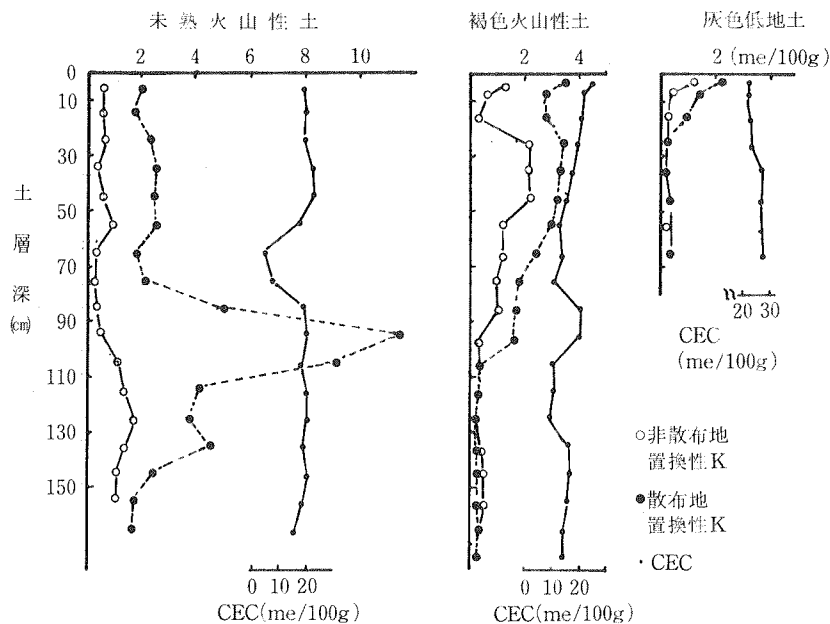 未熟火山性土
褐色火山性土
灰色低地土
0 2 4 6 8 10
2 4
2 (me/100g)
0
10
30
50
70
90
110
130
150
土層深(cm)
n
20 30
CEC
(me/100g)
○非散布地
置換性K
●散布地
置換性K
・CEC
0 10 20
CEC(me/100g)
0 10 20
CEC(me/100g)